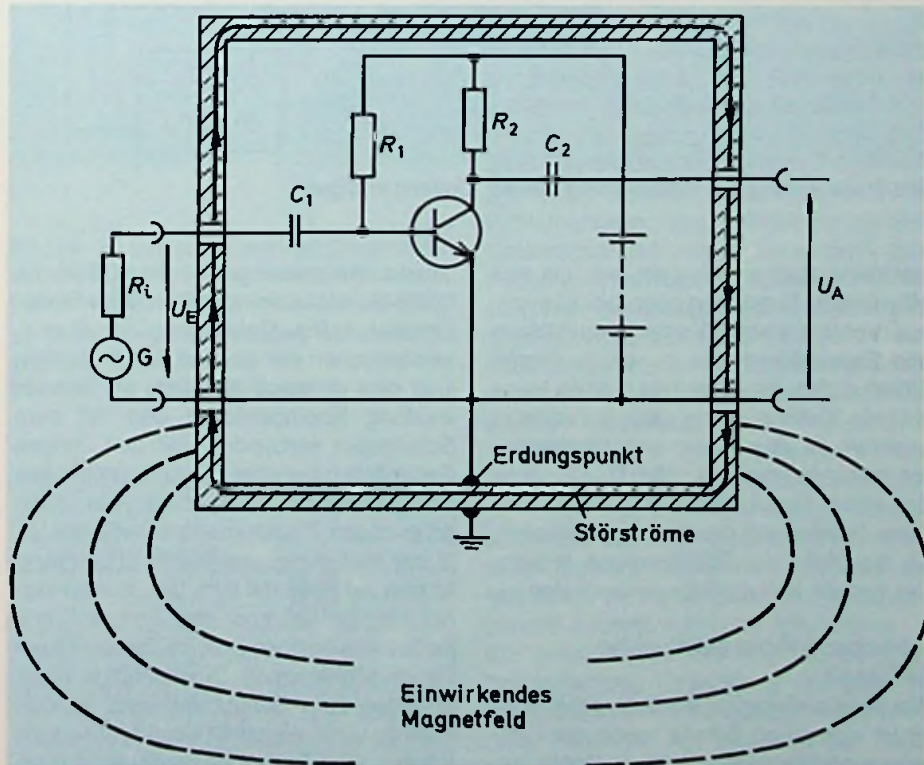 R1
R2
C2
C1
Ri
UE
UA
G
Erdungspunkt
Störströme
Einwirkendes
Magnetfeld